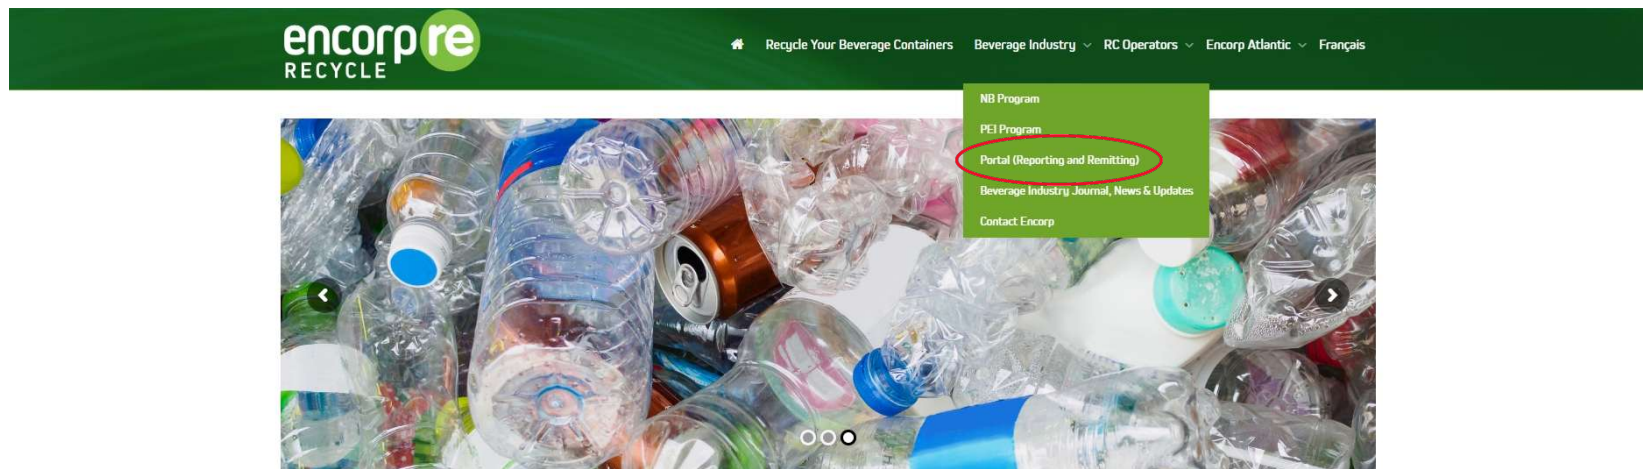 encorp re
RECYCLE
Recycle Your Beverage Containers Beverage Industry RC Operators Encorp Atlantic Français
NB Program
PEI Program
Portal (Reporting and Remitting)
Beverage Industry Journal, News & Updates
Contact Encorp